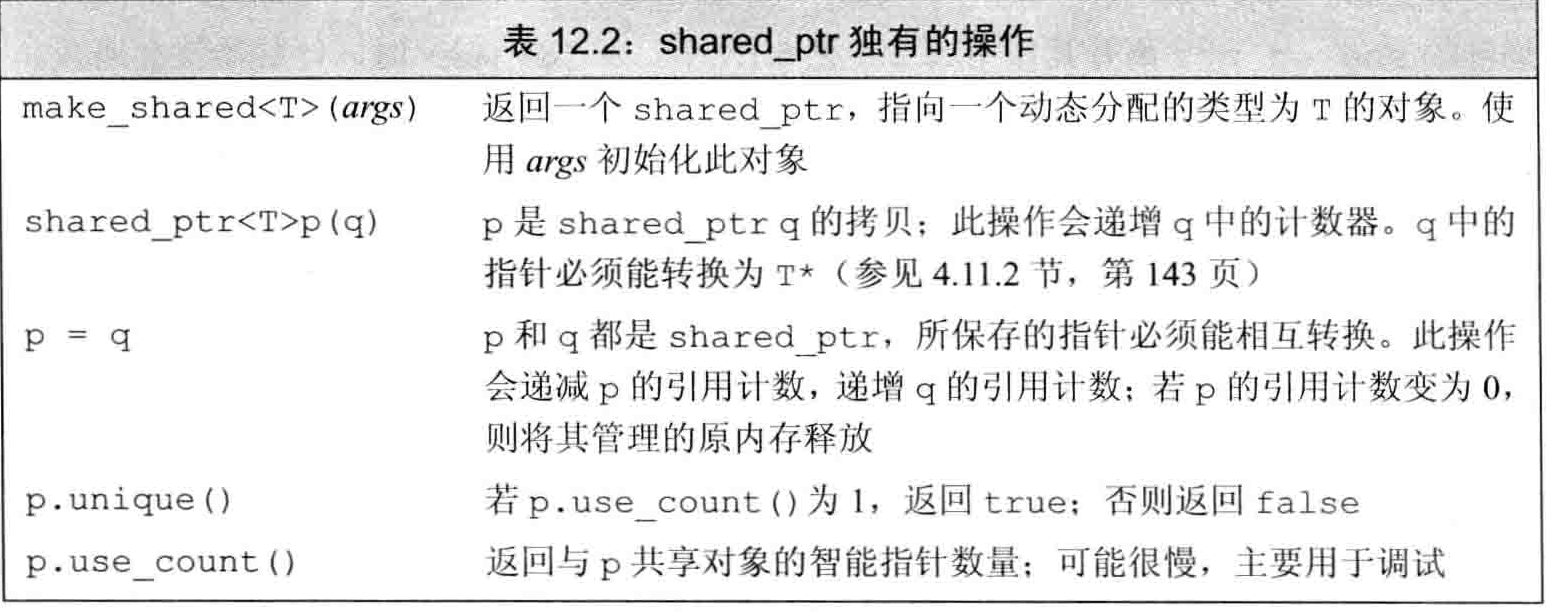 表 12.2：shared_ptr 独有的操作
make_shared<T>(args) 返回一个 shared_ptr，指向一个动态分配的类型为 T 的对象。使
用 args 初始化此对象
shared_ptr<T>p(q) p 是 shared_ptr q 的拷贝；此操作会递增 q 中的计数器。q 中的
指针必须能转换为 T*（参见 4.11.2 节，第 143 页）
p = q p 和 q 都是 shared_ptr，所保存的指针必须能相互转换。此操作
会递减 p 的引用计数，递增 q 的引用计数；若 p 的引用计数变为 0，
则将其管理的原内存释放
p.unique() 若 p.use_count()为 1，返回 true；否则返回 false
p.use_count() 返回与 p 共享对象的智能指针数量；可能很慢，主要用于调试